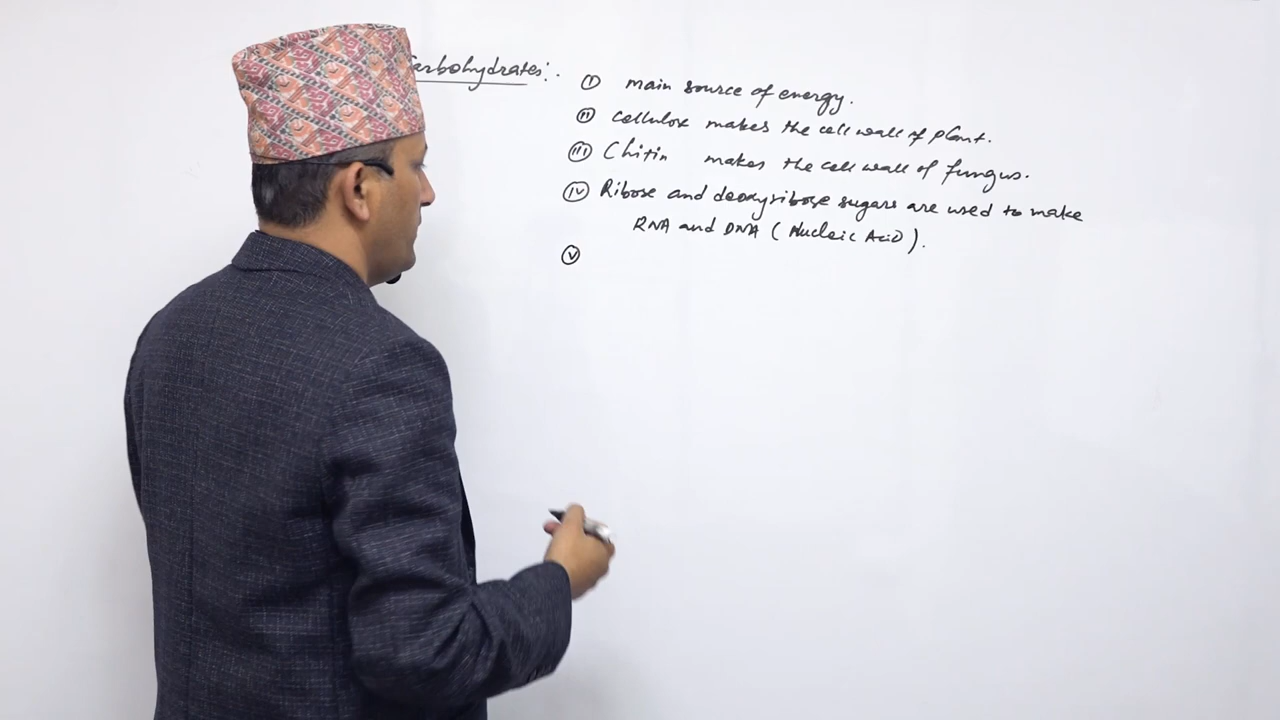 Carbohydrates:.
(I) main source of energy.
(II) cellulose makes the cell wall of plant.
(III) Chitin makes the cell wall of fungus.
(IV) Ribose and deoxyribose sugars are used to make
RNA and DNA (Nucleic Acid).
(V)